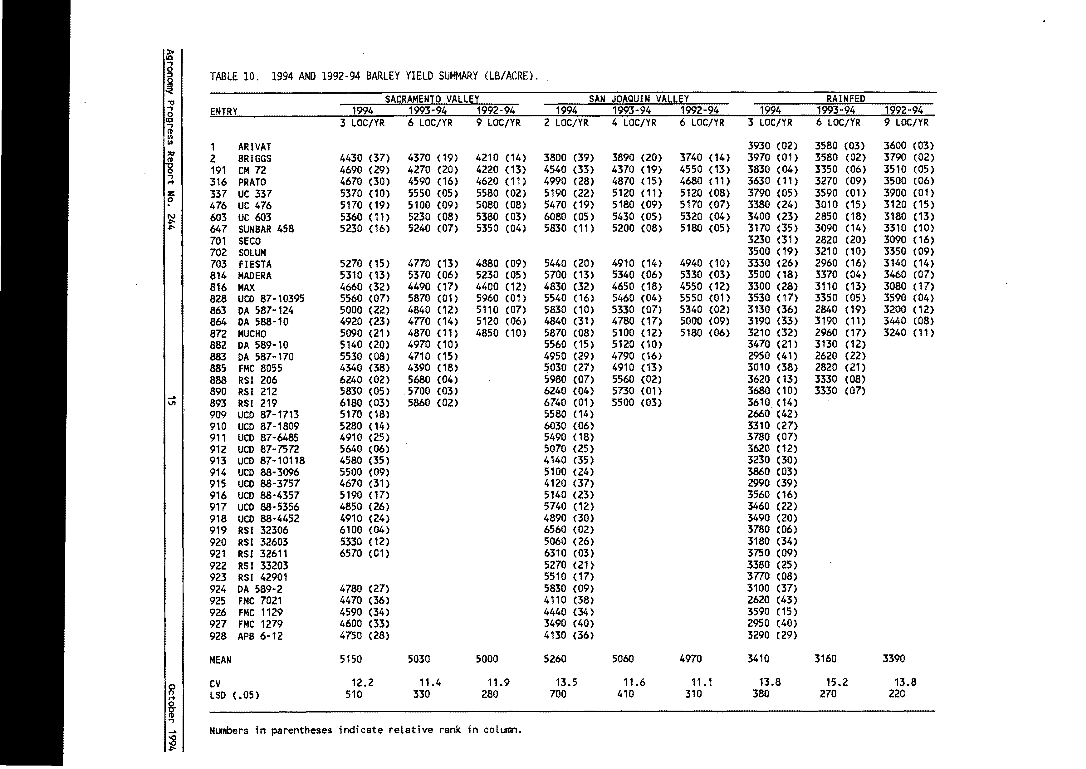 Agronomy Progress Report No. 244
15
October 1994
TABLE 10. 1994 AND 1992-94 BARLEY YIELD SUMMARY (LB/ACRE).
SACRAMENTO VALLEY SAN JOAQUIN VALLEY RAINFED
ENTRY 1994 1993-94 1992-94 1994 1993-94 1992-94 1994 1993-94 1992-94
3 LOC/YR 6 LOC/YR 9 LOC/YR 2 LOC/YR 4 LOC/YR 6 LOC/YR 3 LOC/YR 6 LOC/YR 9 LOC/YR
1 ARIVAT 3930 (02) 3580 (03) 3600 (03)
2 BRIGGS 4430 (37) 4370 (19) 4210 (14) 3800 (39) 3890 (20) 3740 (14) 3970 (01) 3580 (02) 3790 (02)
191 CM 72 4690 (29) 4270 (20) 4220 (13) 4540 (33) 4370 (19) 4550 (13) 3830 (04) 3350 (06) 3510 (05)
316 PRATO 4670 (30) 4590 (16) 4620 (11) 4990 (28) 4870 (15) 4680 (11) 3630 (11) 3270 (09) 3500 (06)
337 UC 337 5370 (10) 5550 (05) 5580 (02) 5190 (22) 5120 (11) 5120 (08) 3790 (05) 3590 (01) 3900 (01)
476 UC 476 5170 (19) 5100 (09) 5080 (08) 5470 (19) 5180 (09) 5170 (07) 3380 (24) 3010 (15) 3120 (15)
603 UC 603 5360 (11) 5230 (08) 5380 (03) 6080 (05) 5430 (05) 5320 (04) 3400 (23) 2850 (18) 3180 (13)
647 SUNBAR 458 5230 (16) 5240 (07) 5350 (04) 5830 (11) 5200 (08) 5180 (05) 3170 (35) 3090 (14) 3310 (10)
701 SECO 3230 (31) 2820 (20) 3090 (16)
702 SOLUM 3500 (19) 3210 (10) 3350 (09)
703 FIESTA 5270 (15) 4770 (13) 4880 (09) 5440 (20) 4910 (14) 4940 (10) 3330 (26) 2960 (16) 3140 (14)
814 MADERA 5310 (13) 5370 (06) 5230 (05) 5700 (13) 5340 (06) 5330 (03) 3500 (18) 3370 (04) 3460 (07)
816 MAX 4660 (32) 4490 (17) 4400 (12) 4830 (32) 4650 (18) 4550 (12) 3300 (28) 3110 (13) 3080 (17)
828 UCD 87-10395 5560 (07) 5870 (01) 5960 (01) 5540 (16) 5460 (04) 5550 (01) 3530 (17) 3350 (05) 3590 (04)
863 DA 587-124 5000 (22) 4840 (12) 5110 (07) 5830 (10) 5330 (07) 5340 (02) 3130 (36) 2840 (19) 3200 (12)
864 DA 588-10 4920 (23) 4770 (14) 5120 (06) 4840 (31) 4780 (17) 5000 (09) 3190 (33) 3190 (11) 3440 (08)
872 MUCHO 5090 (21) 4870 (11) 4850 (10) 5870 (08) 5100 (12) 5180 (06) 3210 (32) 2960 (17) 3240 (11)
882 DA 589-10 5140 (20) 4970 (10) 5560 (15) 5120 (10) 3470 (21) 3130 (12)
883 DA 587-170 5530 (08) 4710 (15) 4950 (29) 4790 (16) 2950 (41) 2620 (22)
885 FMC 8055 4340 (38) 4390 (18) 5030 (27) 4910 (13) 3010 (38) 2820 (21)
888 RSI 206 6240 (02) 5680 (04) 5980 (07) 5560 (02) 3620 (13) 3330 (08)
890 RSI 212 5830 (05) 5700 (03) 6240 (04) 5730 (01) 3680 (10) 3330 (07)
893 RSI 219 6180 (03) 5860 (02) 6740 (01) 5500 (03) 3610 (14)
909 UCD 87-1713 5170 (18) 5580 (14) 2660 (42)
910 UCD 87-1809 5280 (14) 6030 (06) 3310 (27)
911 UCD 87-6485 4910 (25) 5490 (18) 3780 (07)
912 UCD 87-7572 5640 (06) 5070 (25) 3620 (12)
913 UCD 87-10118 4580 (35) 4140 (35) 3230 (30)
914 UCD 88-3096 5500 (09) 5100 (24) 3860 (03)
915 UCD 88-3757 4670 (31) 4120 (37) 2990 (39)
916 UCD 88-4357 5190 (17) 5140 (23) 3560 (16)
917 UCD 88-5356 4850 (26) 5740 (12) 3460 (22)
918 UCD 88-4452 4910 (24) 4890 (30) 3490 (20)
919 RSI 32306 6100 (04) 6560 (02) 3780 (06)
920 RSI 32603 5330 (12) 5060 (26) 3180 (34)
921 RSI 32611 6570 (01) 6310 (03) 3750 (09)
922 RSI 33203 5270 (21) 3380 (25)
923 RSI 42901 5510 (17) 3770 (08)
924 DA 589-2 4780 (27) 5830 (09) 3100 (37)
925 FMC 7021 4470 (36) 4110 (38) 2620 (43)
926 FMC 1129 4590 (34) 4440 (34) 3590 (15)
927 FMC 1279 4600 (33) 3490 (40) 2950 (40)
928 APB 6-12 4750 (28) 4130 (36) 3290 (29)
MEAN 5150 5030 5000 5260 5060 4970 3410 3160 3390
CV 12.2 11.4 11.9 13.5 11.6 11.1 13.8 15.2 13.8
LSD (.05) 510 330 280 700 410 310 380 270 220
Numbers in parentheses indicate relative rank in column.